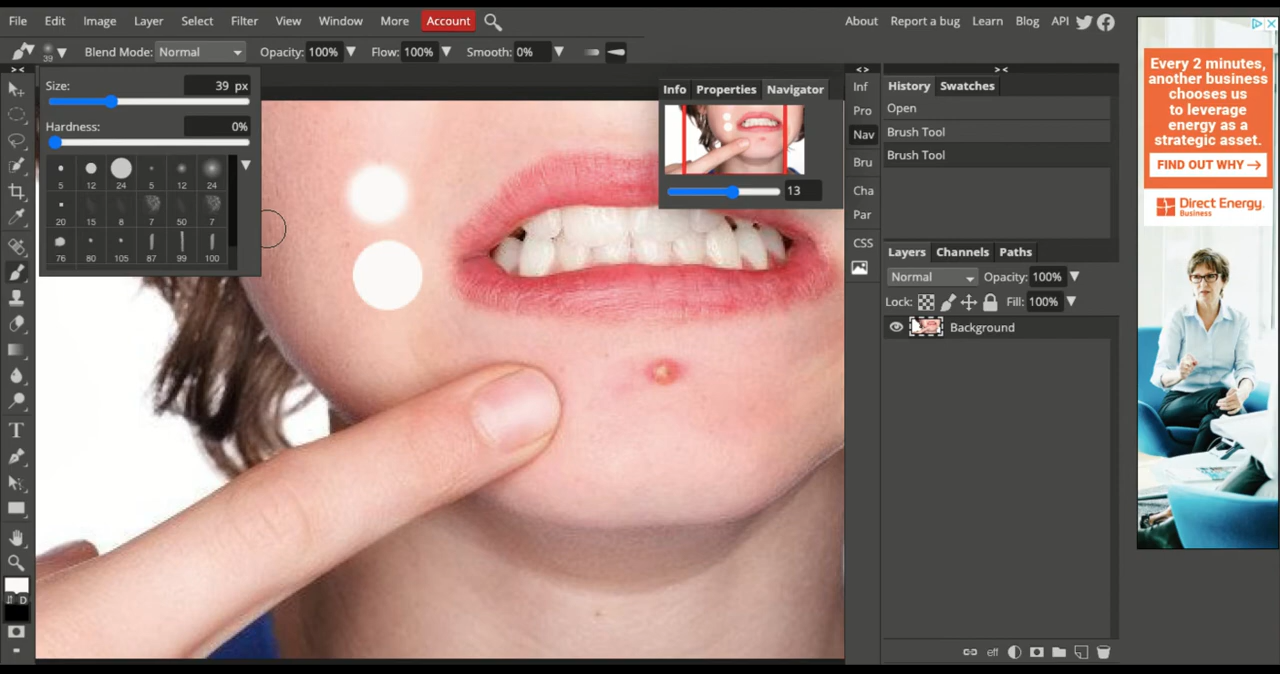 File Edit Image Layer Select Filter View Window More Account
About Report a bug Learn Blog API
39 Blend Mode: Normal Opacity: 100% Flow: 100% Smooth: 0%
Size: 39 px
Hardness: 0%
5 12 24 5 12 24
20 15 8 7 50 7
76 80 105 87 99 100
Info Properties Navigator
13
Inf
Pro
Nav
Bru
Cha
Par
CSS
History Swatches
Open
Brush Tool
Brush Tool
Layers Channels Paths
Normal Opacity: 100%
Lock: Fill: 100%
Background
eff
T
D
Every 2 minutes,
another business
chooses us
to leverage
energy as a
strategic asset.
FIND OUT WHY
Direct Energy.
Business